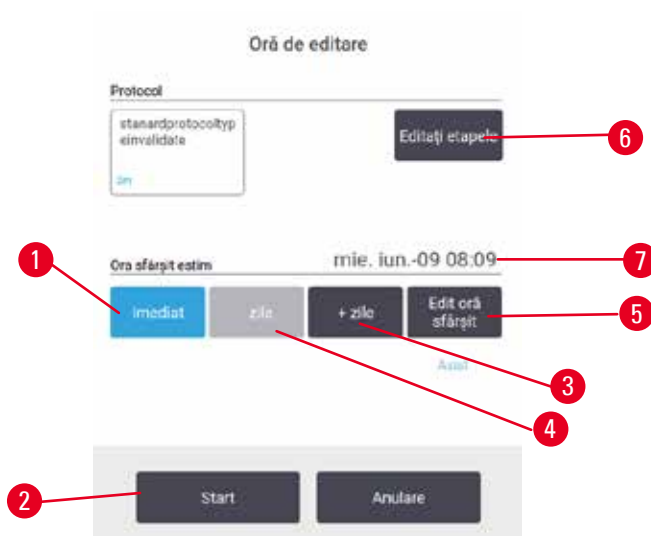 Oră de editare
Protocol
stanardprotocoltyp
einvalidate
Editați etapele
6
1
Ora sfârșit estim
mie. iun.-09 08:09
7
Imediat
zile
+ zile
Edit oră
sfârșit
5
3
4
2
Start
Anulare